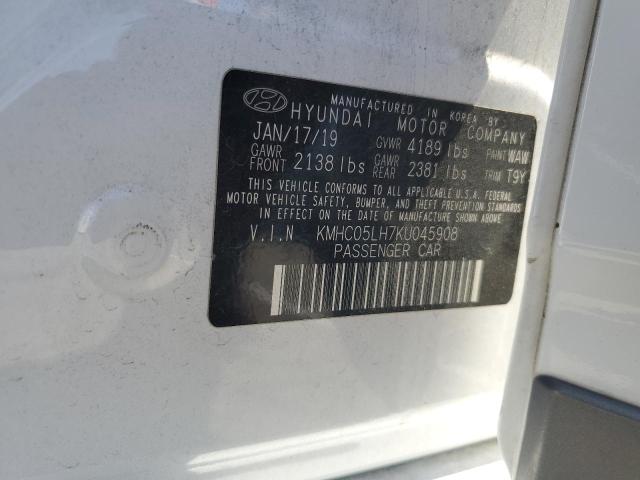 MANUFACTURED IN KOREA BY
HYUNDAI MOTOR COMPANY
JAN/17/19 GVWR 4189 lbs PAINT WAW
GAWR FRONT 2138 lbs GAWR REAR 2381 lbs TRIM T9Y
THIS VEHICLE CONFORMS TO ALL APPLICABLE U.S.A. FEDERAL
MOTOR VEHICLE SAFETY, BUMPER, AND THEFT PREVENTION STANDARDS
IN EFFECT ON THE DATE OF MANUFACTURE SHOWN ABOVE.
V.I.N KMHC05LH7KU045908
PASSENGER CAR